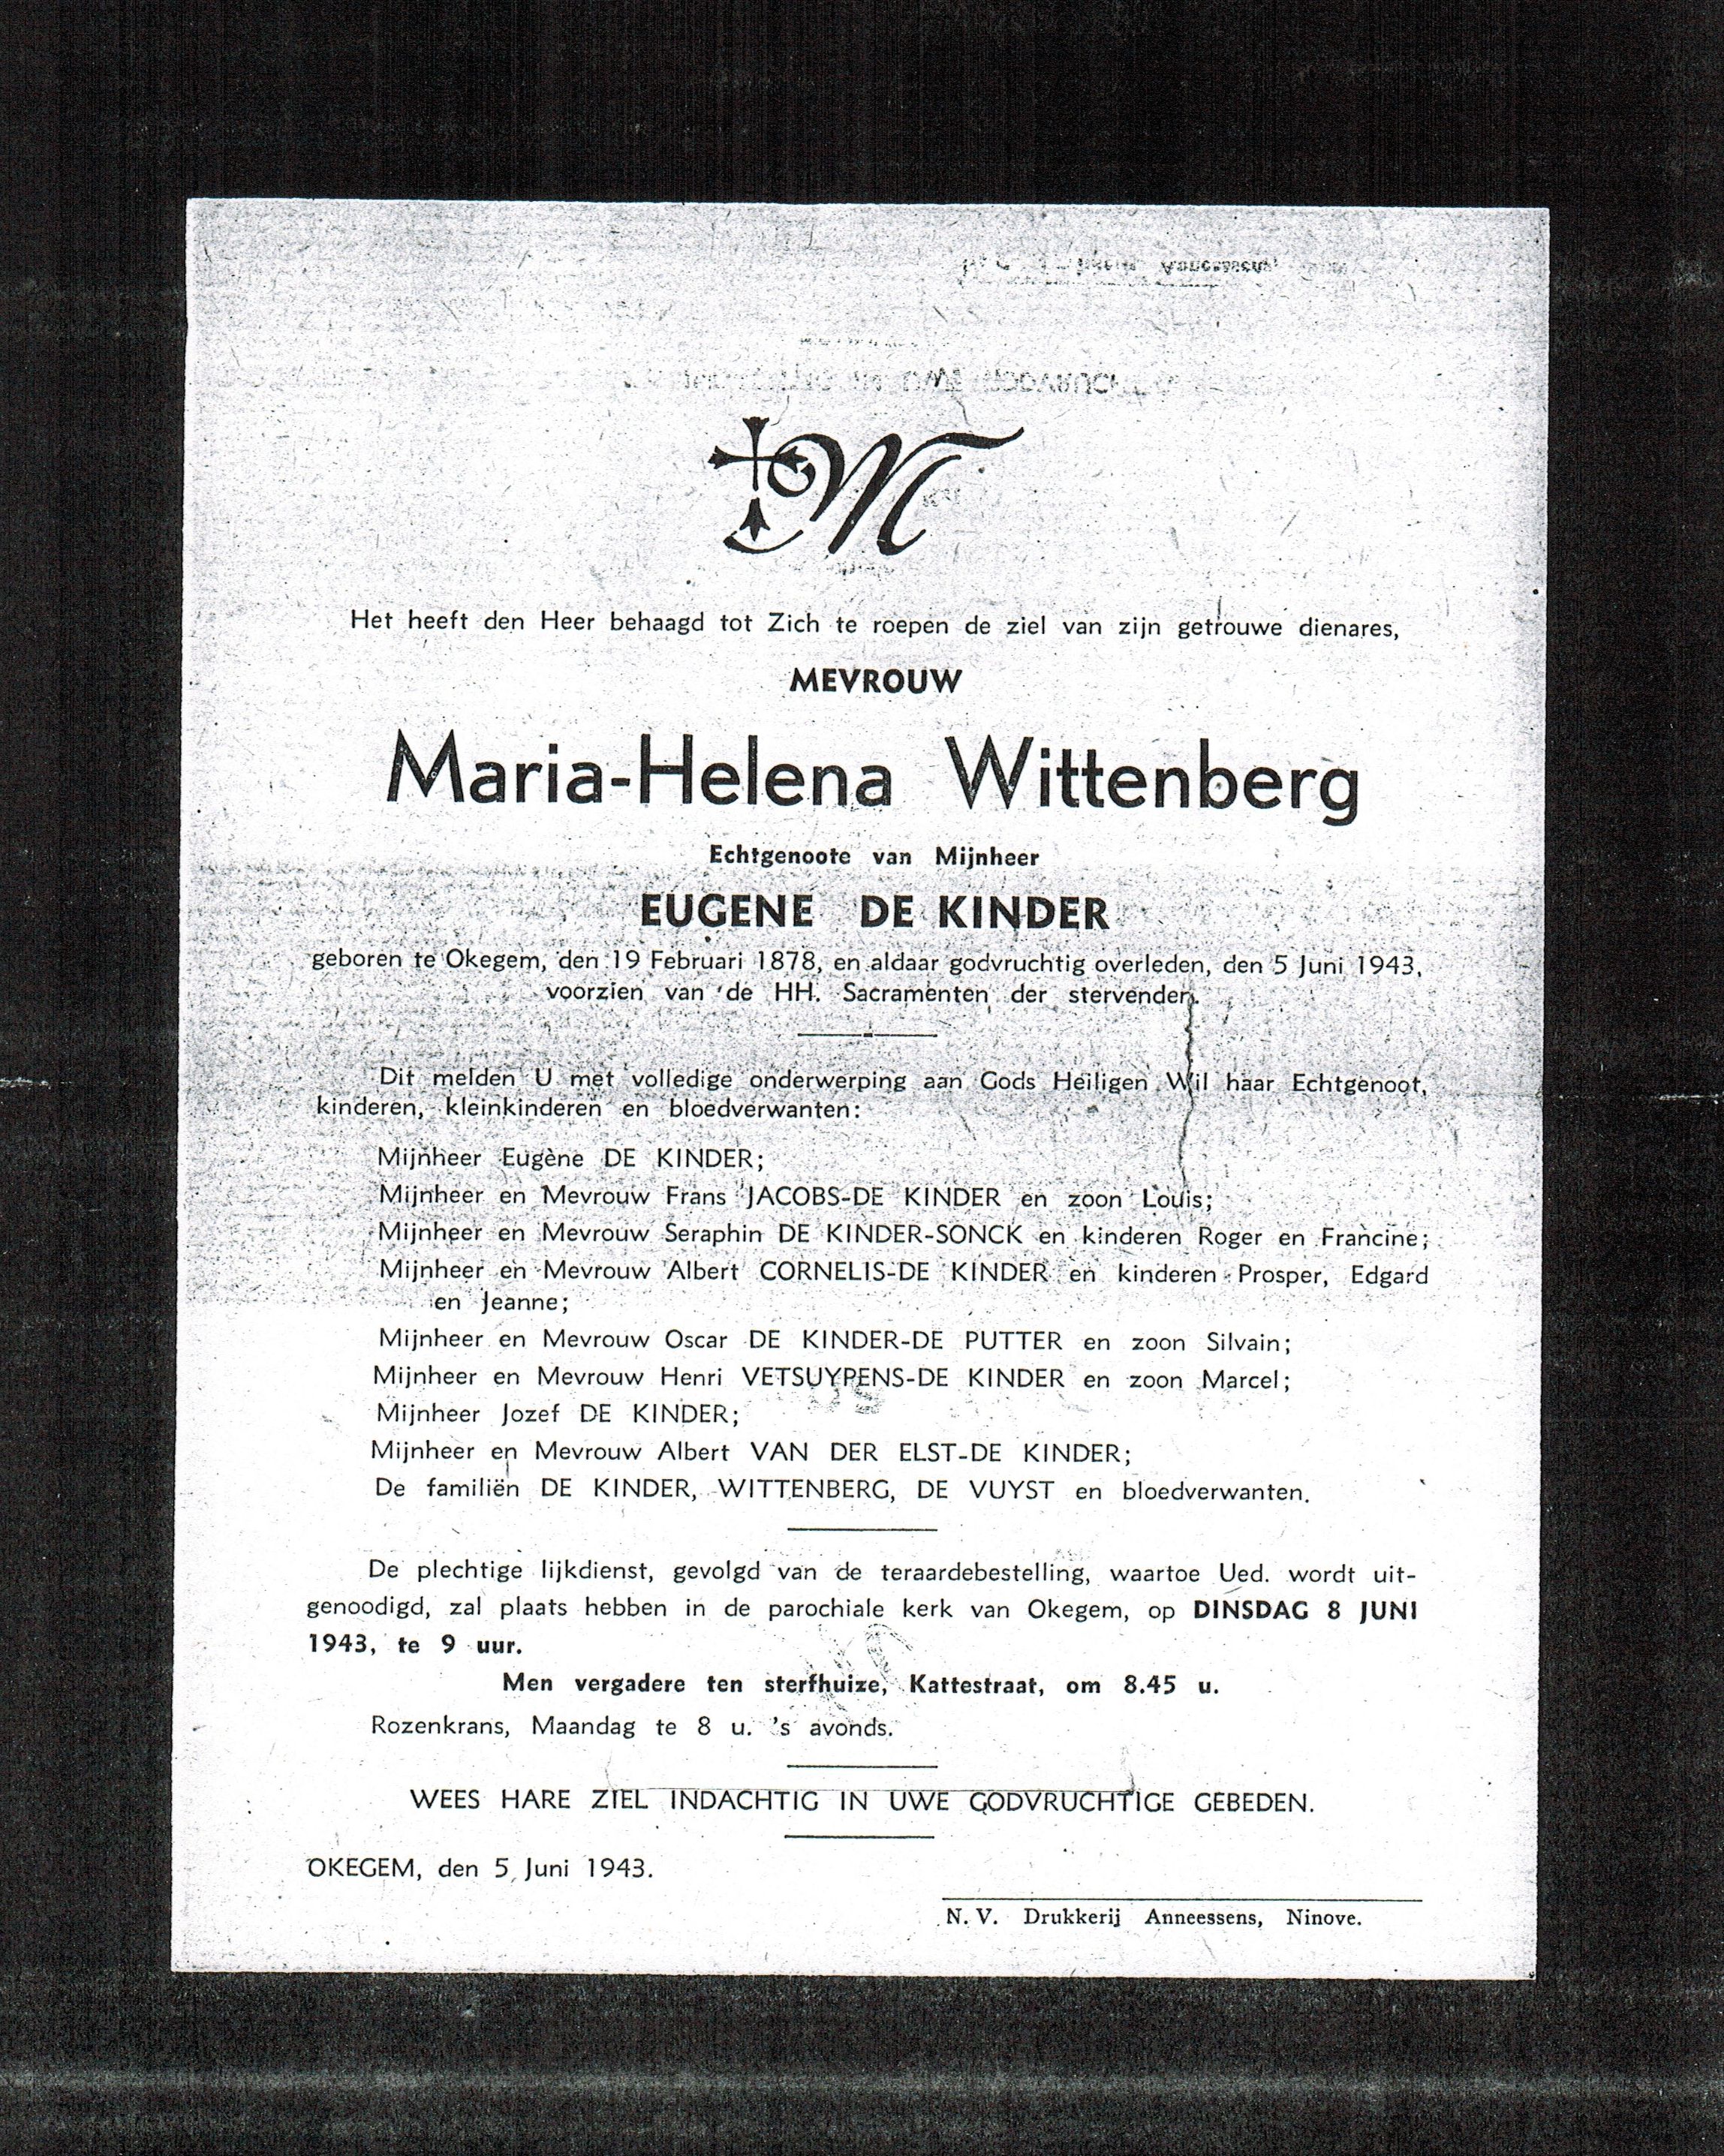 M
Het heeft den Heer behaagd tot Zich te roepen de ziel van zijn getrouwe dienares,
MEVROUW
Maria-Helena Wittenberg
Echtgenoote van Mijnheer
EUGENE DE KINDER
geboren te Okegem, den 19 Februari 1878, en aldaar godvruchtig overleden, den 5 Juni 1943,
voorzien van de HH. Sacramenten der stervenden.
Dit melden U met volledige onderwerping aan Gods Heiligen Wil haar Echtgenoot,
kinderen, kleinkinderen en bloedverwanten:
Mijnheer Eugène DE KINDER;
Mijnheer en Mevrouw Frans JACOBS-DE KINDER en zoon Louis;
Mijnheer en Mevrouw Seraphin DE KINDER-SONCK en kinderen Roger en Francine;
Mijnheer en Mevrouw Albert CORNELIS-DE KINDER en kinderen Prosper, Edgard
en Jeanne;
Mijnheer en Mevrouw Oscar DE KINDER-DE PUTTER en zoon Silvain;
Mijnheer en Mevrouw Henri VETSUYPENS-DE KINDER en zoon Marcel;
Mijnheer Jozef DE KINDER;
Mijnheer en Mevrouw Albert VAN DER ELST-DE KINDER;
De familiën DE KINDER, WITTENBERG, DE VUYST en bloedverwanten.
De plechtige lijkdienst, gevolgd van de teraardebestelling, waartoe Ued. wordt uit-
genoodigd, zal plaats hebben in de parochiale kerk van Okegem, op DINSDAG 8 JUNI
1943, te 9 uur.
Men vergadere ten sterfhuize, Kattestraat, om 8.45 u.
Rozenkrans, Maandag te 8 u. 's avonds.
WEES HARE ZIEL INDACHTIG IN UWE GODVRUCHTIGE GEBEDEN.
OKEGEM, den 5 Juni 1943.
N. V. Drukkerij Anneessens, Ninove.